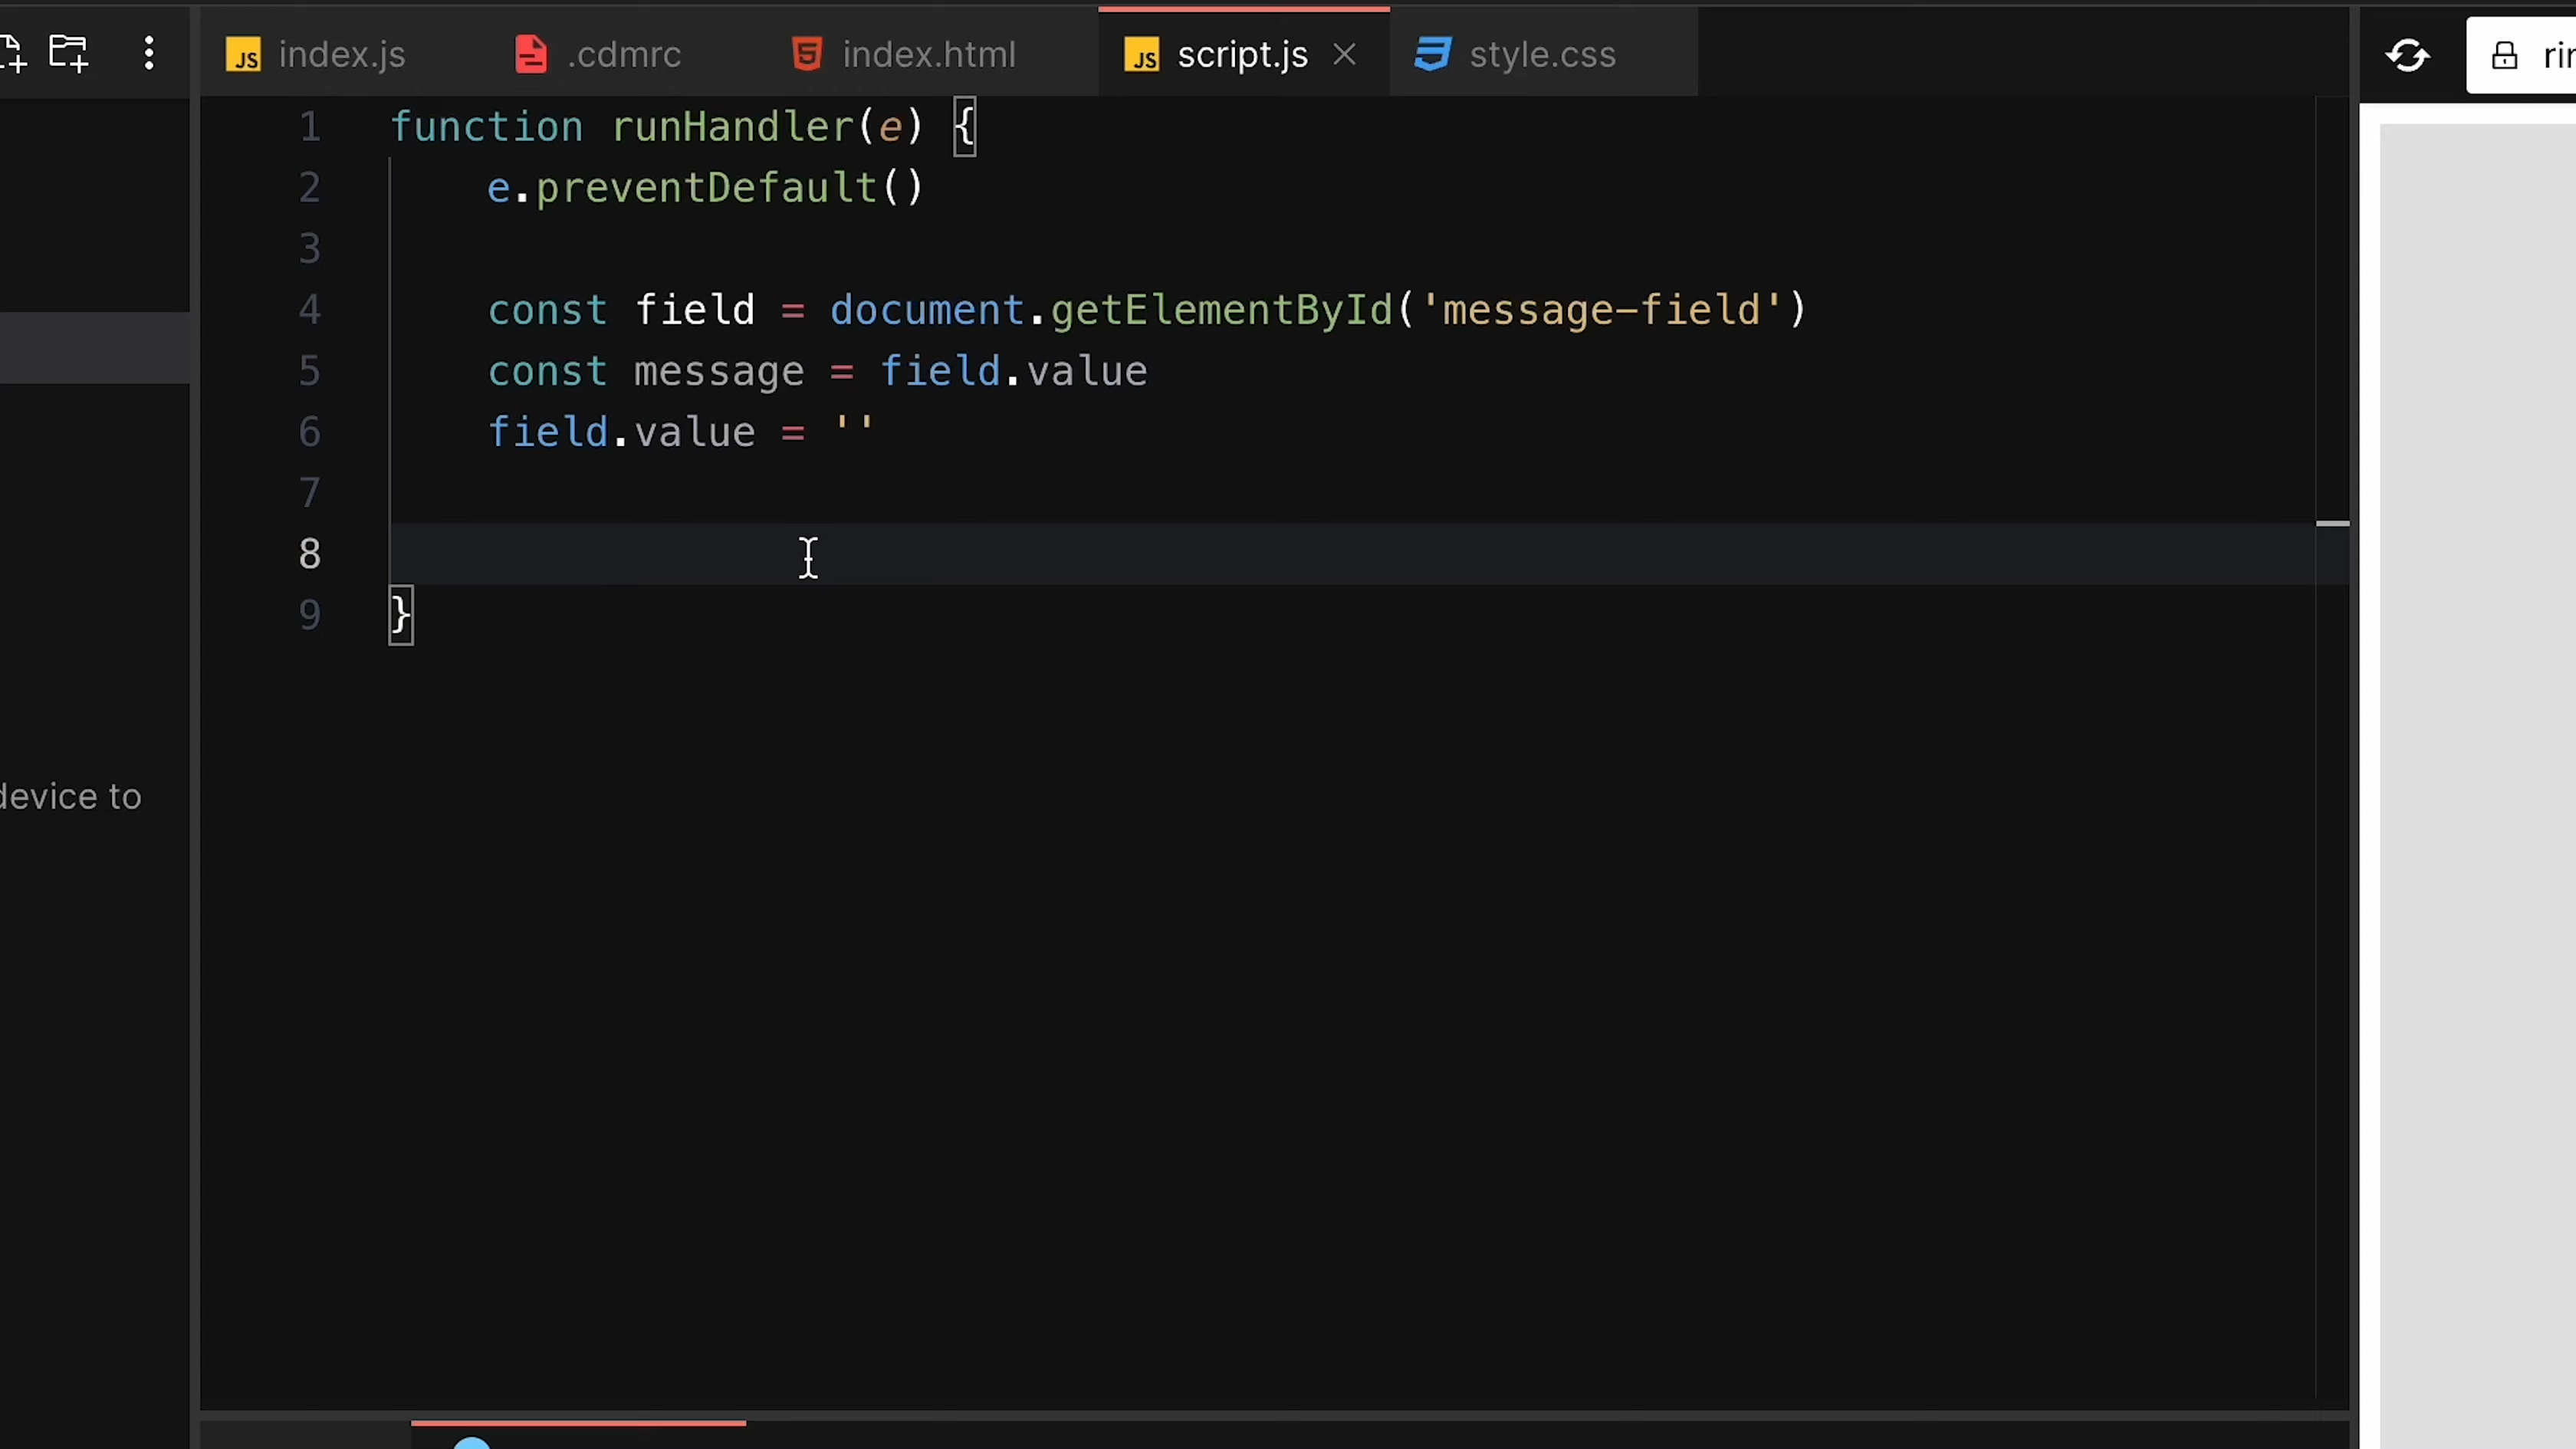 index.js .cdmrc index.html script.js style.css
1 function runHandler(e) {
2 e.preventDefault()
3
4 const field = document.getElementById('message-field')
5 const message = field.value
6 field.value = ''
7
8
9 }
device to